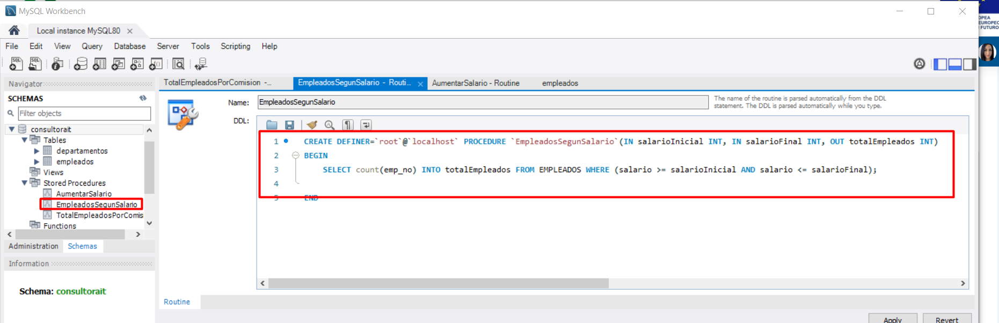 MySQL Workbench
OPEA
EUROPEO
FUTURO
Local instance MySQL80
File Edit View Query Database Server Tools Scripting Help
Navigator
SCHEMAS
Filter objects
consultorait
Tables
departamentos
empleados
Views
Stored Procedures
AumentarSalario
EmpleadosSegunSalario
TotalEmpleadosPorComis
Functions
Administration Schemas
Information
Schema: consultorait
TotalEmpleadosPorComision -... EmpleadosSegunSalario - Routi... AumentarSalario - Routine empleados
Name: EmpleadosSegunSalario
The name of the routine is parsed automatically from the DDL
statement. The DDL is parsed automatically while you type.
DDL:
1 CREATE DEFINER=`root`@`localhost` PROCEDURE `EmpleadosSegunSalario`(IN salarioInicial INT, IN salarioFinal INT, OUT totalEmpleados INT)
2 BEGIN
3 SELECT count(emp_no) INTO totalEmpleados FROM EMPLEADOS WHERE (salario >= salarioInicial AND salario <= salarioFinal);
4
5 END
Routine
Apply Revert